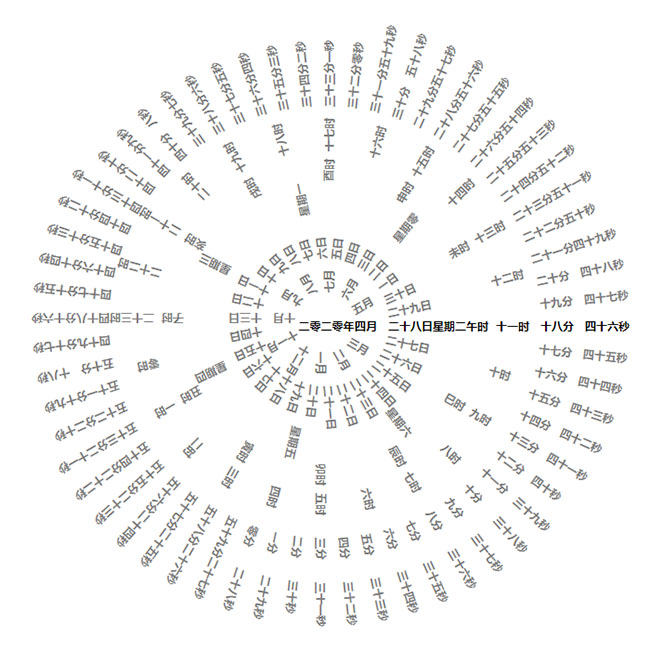 二零二零年四月 二十八日星期二午时 十一时 十八分 四十六秒
五月
六月
七月
八月
九月
十月
十一月
十二月
一月
二月
三月
二十九日
三十日
一日
二日
三日
四日
五日
六日
七日
八日
九日
十日
十一日
十二日
十三日
十四日
十五日
十六日
十七日
十八日
十九日
二十日
二十一日
二十二日
二十三日
二十四日
二十五日
二十六日
二十七日
星期零
星期一
星期三
星期四
星期五
星期六
未时
申时
酉时
戌时
亥时
子时
丑时
寅时
卯时
辰时
巳时
十二时
十三时
十四时
十五时
十六时
十七时
十八时
十九时
二十时
二十一时
二十二时
二十三时
零时
一时
二时
三时
四时
五时
六时
七时
八时
九时
十时
十九分 四十七秒
二十分 四十八秒
二十一分四十九秒
二十二分五十秒
二十三分五十一秒
二十四分五十二秒
二十五分五十三秒
二十六分五十四秒
二十七分五十五秒
二十八分五十六秒
二十九分五十七秒
三十分 五十八秒
三十一分五十九秒
三十二分零秒
三十三分一秒
三十四分二秒
三十五分三秒
三十六分四秒
三十七分五秒
三十八分六秒
三十九分七秒
四十分 八秒
四十一分九秒
四十二分十秒
四十三分十一秒
四十四分十二秒
四十五分十三秒
四十六分十四秒
四十七分十五秒
四十八分十六秒
四十九分十七秒
五十分 十八秒
五十一分十九秒
五十二分二十秒
五十三分二十一秒
五十四分二十二秒
五十五分二十三秒
五十六分二十四秒
五十七分二十五秒
五十八分二十六秒
五十九分二十七秒
零分 二十八秒
一分 二十九秒
二分 三十秒
三分 三十一秒
四分 三十二秒
五分 三十三秒
六分 三十四秒
七分 三十五秒
八分 三十六秒
九分 三十七秒
十分 三十八秒
十一分 三十九秒
十二分 四十秒
十三分 四十一秒
十四分 四十二秒
十五分 四十三秒
十六分 四十四秒
十七分 四十五秒